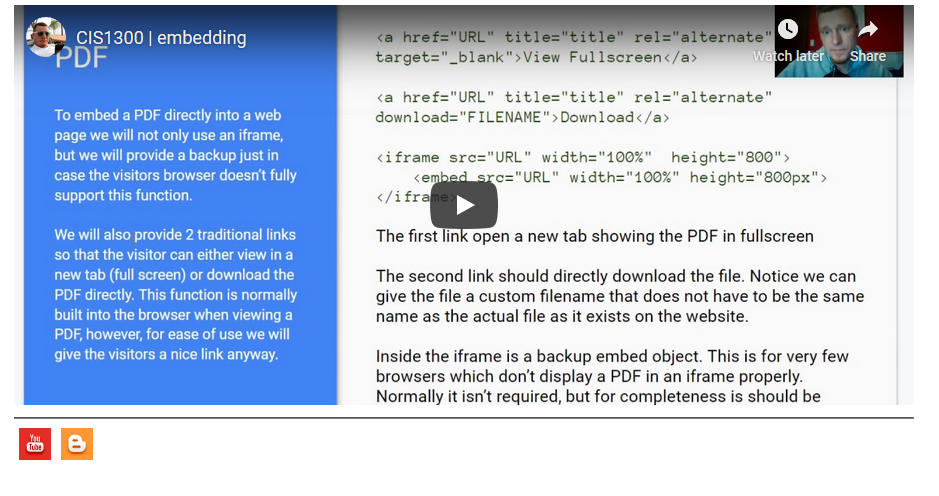 CIS1300 | embedding
PDF
Watch later
Share
To embed a PDF directly into a web
page we will not only use an iframe,
but we will provide a backup just in
case the visitors browser doesn't fully
support this function.
We will also provide 2 traditional links
so that the visitor can either view in a
new tab (full screen) or download the
PDF directly. This function is normally
built into the browser when viewing a
PDF, however, for ease of use we will
give the visitors a nice link anyway.
<a href="URL" title="title" rel="alternate"
target="_blank">View Fullscreen</a>
<a href="URL" title="title" rel="alternate"
download="FILENAME">Download</a>
<iframe src="URL" width="100%" height="800">
<embed src="URL" width="100%" height="800px">
</iframe>
The first link open a new tab showing the PDF in fullscreen
The second link should directly download the file. Notice we can
give the file a custom filename that does not have to be the same
name as the actual file as it exists on the website.
Inside the iframe is a backup embed object. This is for very few
browsers which don't display a PDF in an iframe properly.
Normally it isn't required, but for completeness is should be
You
Tube